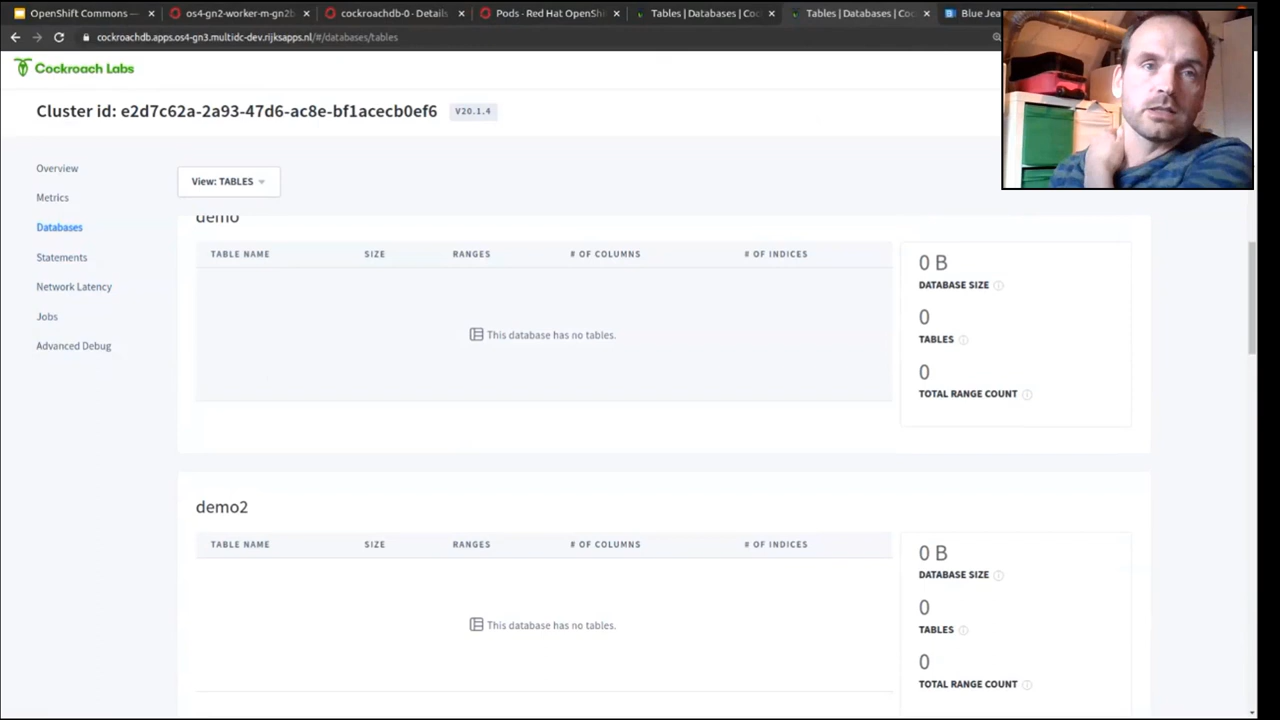 OpenShift Commons —
os4-gn2-worker-m-gn2b
cockroachdb-0 - Details
Pods · Red Hat OpenShi
Tables | Databases | Coc
Tables | Databases | Coc
Blue Jea
cockroachdb.apps.os4-gn3.multidc-dev.rijksapps.nl/#/databases/tables
Cockroach Labs
Cluster id: e2d7c62a-2a93-47d6-ac8e-bf1acecb0ef6 V20.1.4
Overview
Metrics
Databases
Statements
Network Latency
Jobs
Advanced Debug
View: TABLES
demo
TABLE NAME SIZE RANGES # OF COLUMNS # OF INDICES
This database has no tables.
0 B
DATABASE SIZE
0
TABLES
0
TOTAL RANGE COUNT
demo2
TABLE NAME SIZE RANGES # OF COLUMNS # OF INDICES
This database has no tables.
0 B
DATABASE SIZE
0
TABLES
0
TOTAL RANGE COUNT